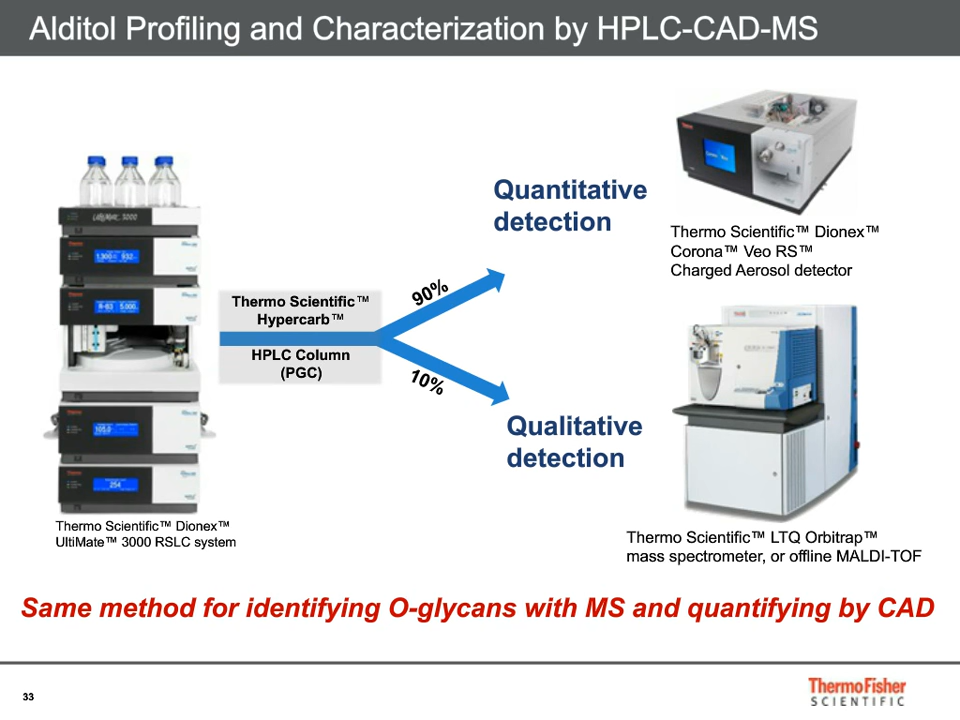 Alditol Profiling and Characterization by HPLC-CAD-MS
Quantitative
detection
Thermo Scientific™ Dionex™
Corona™ Veo RS™
Charged Aerosol detector
Thermo Scientific™
Hypercarb™
HPLC Column
(PGC)
90%
10%
Qualitative
detection
Thermo Scientific™ Dionex™
UltiMate™ 3000 RSLC system
Thermo Scientific™ LTQ Orbitrap™
mass spectrometer, or offline MALDI-TOF
Same method for identifying O-glycans with MS and quantifying by CAD
33
ThermoFisher
SCIENTIFIC